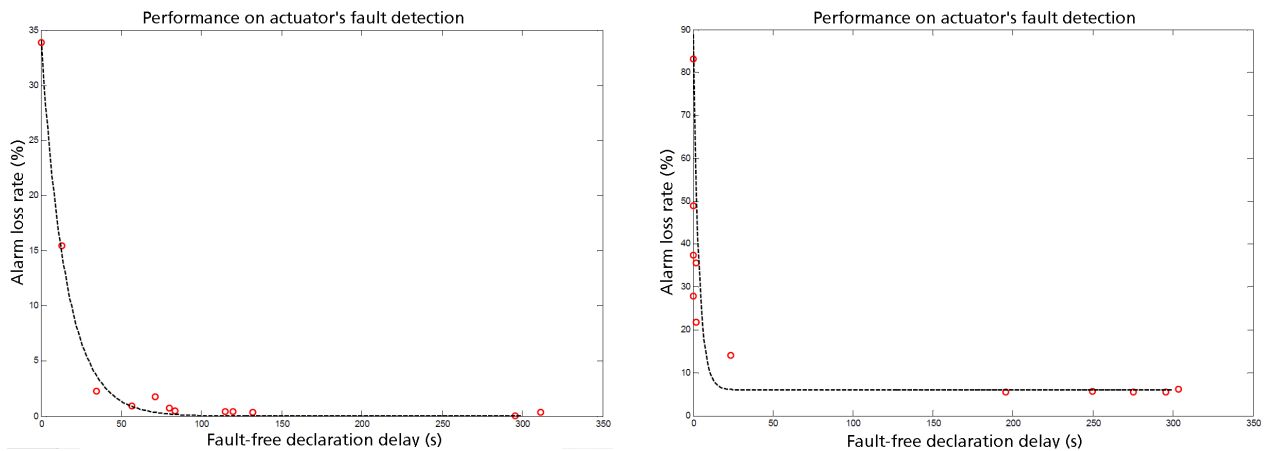 Performance on actuator's fault detection
35
30
25
20
15
10
5
0
Alarm loss rate (%)
0 50 100 150 200 250 300 350
Fault-free declaration delay (s)
Performance on actuator's fault detection
90
80
70
60
50
40
30
20
10
0
Alarm loss rate (%)
0 50 100 150 200 250 300 350
Fault-free declaration delay (s)